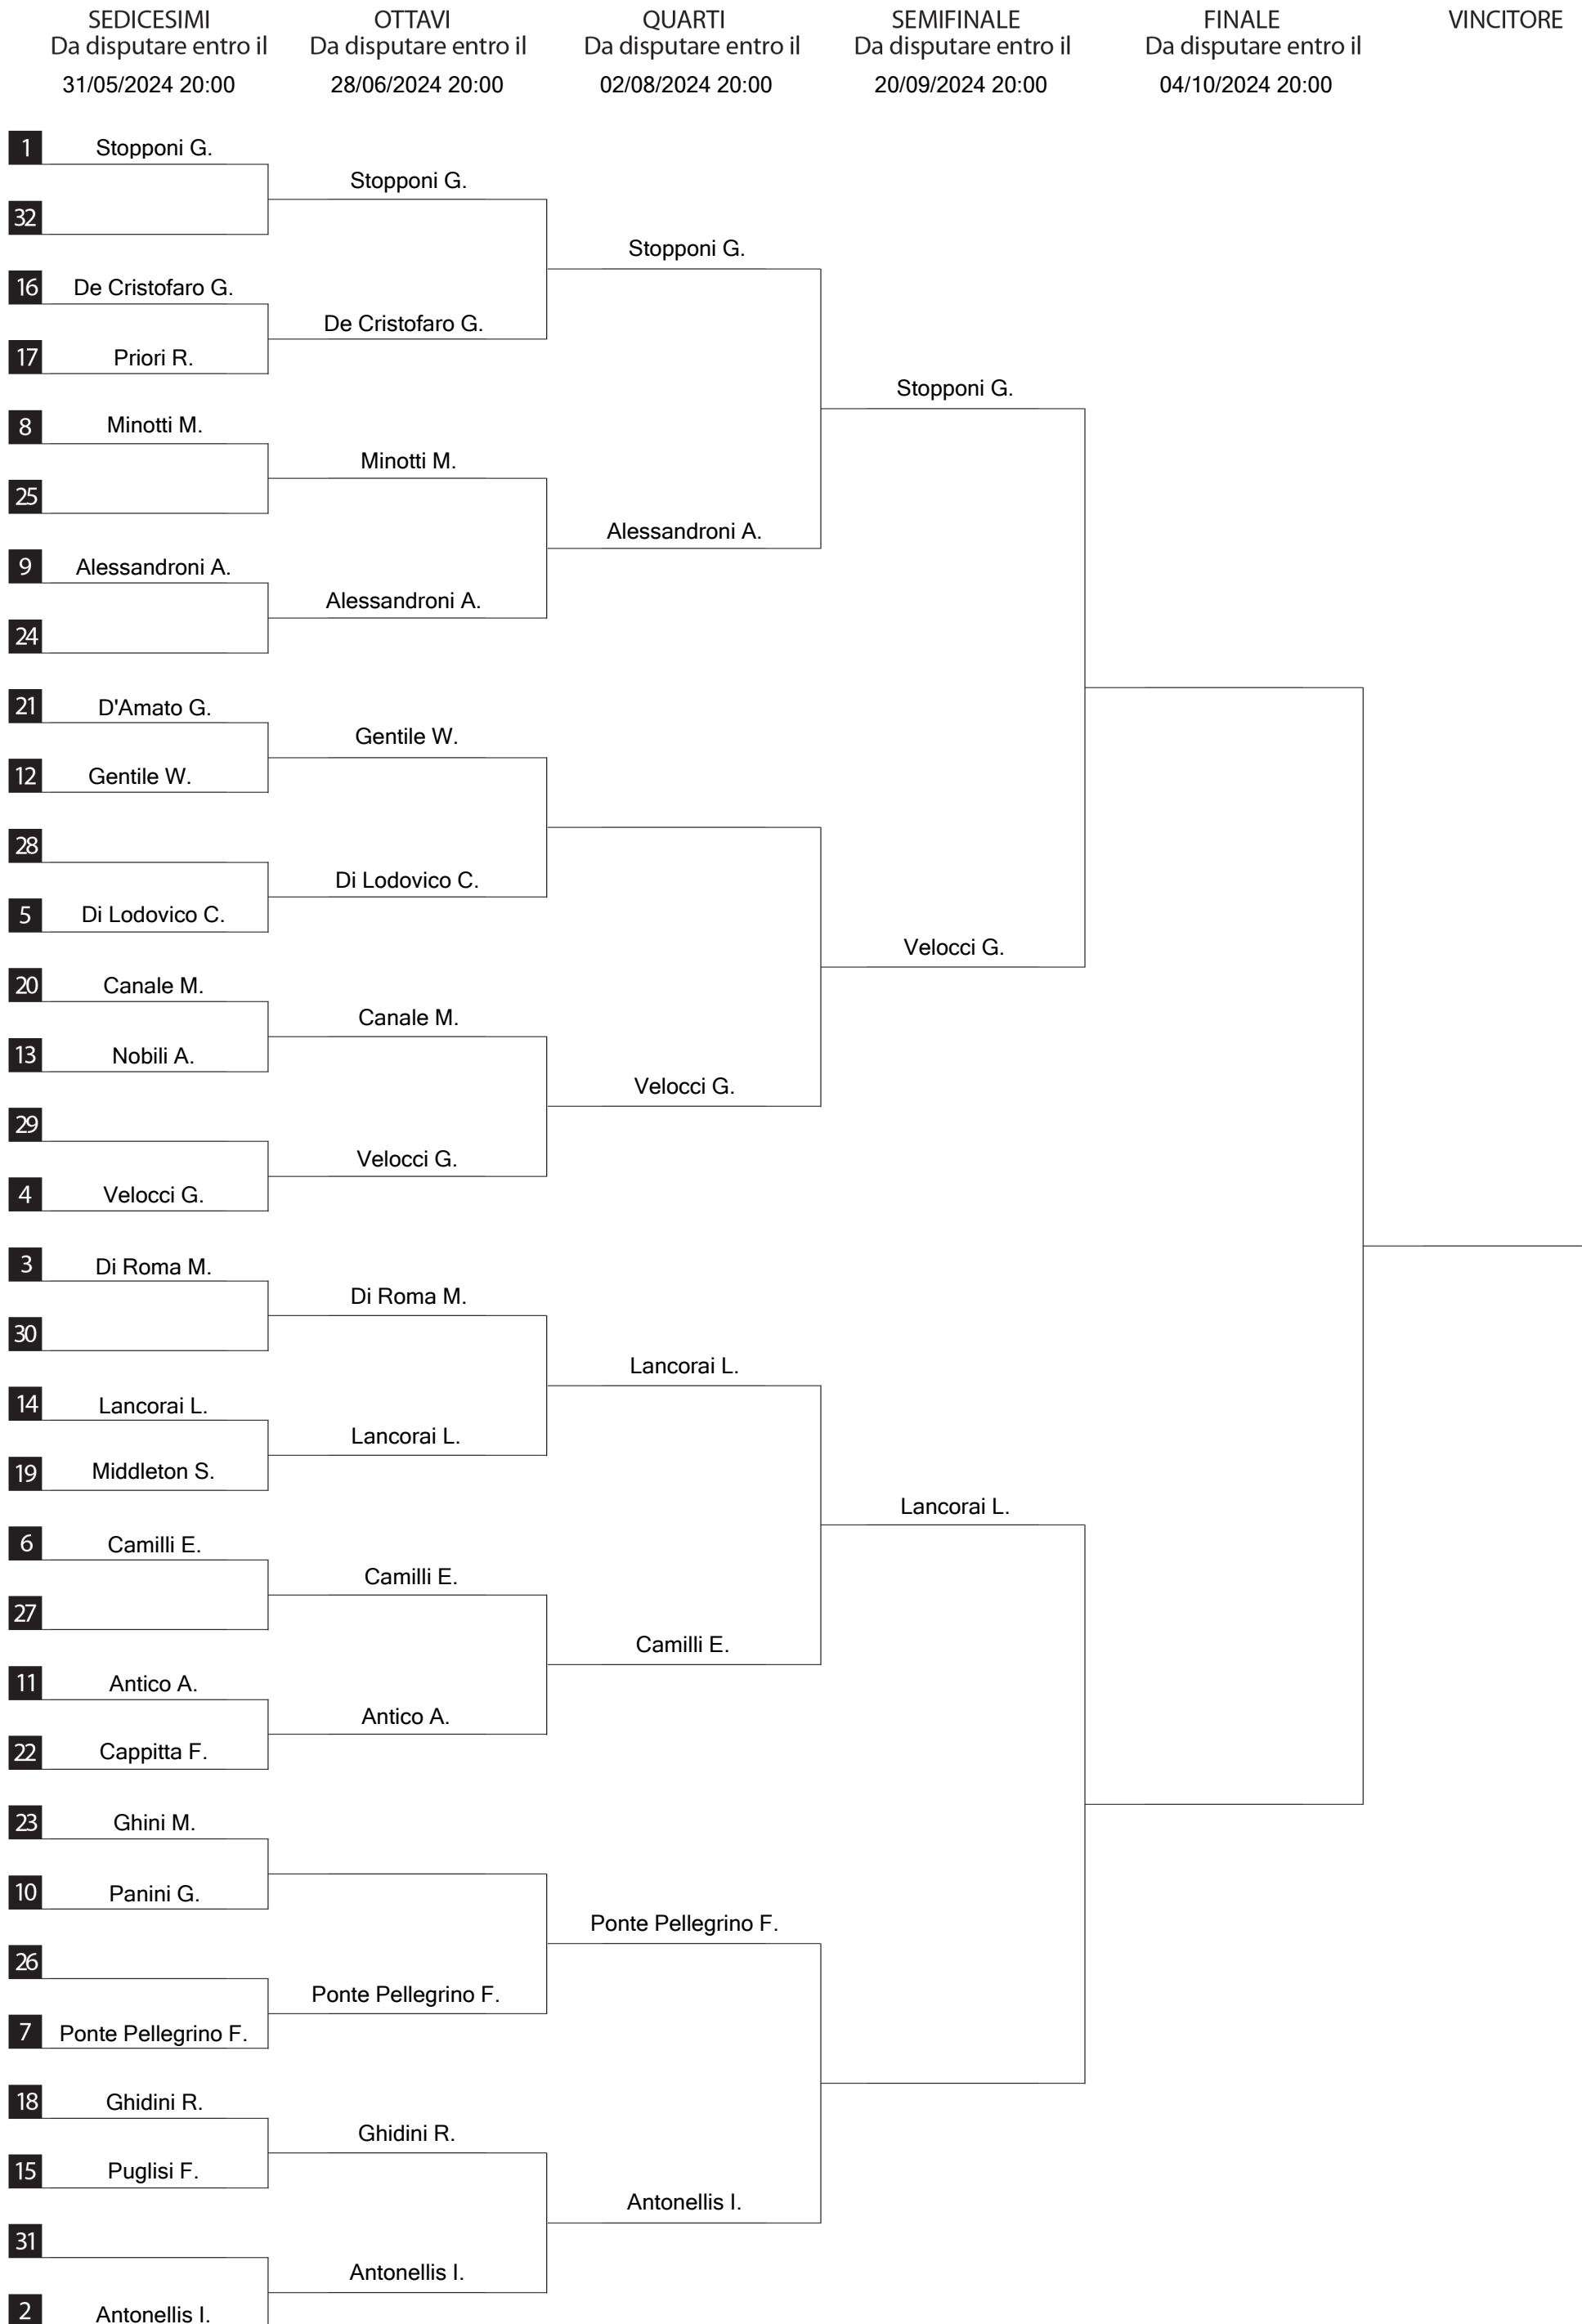 SEDICESIMI
Da disputare entro il
31/05/2024 20:00
OTTAVI
Da disputare entro il
28/06/2024 20:00
QUARTI
Da disputare entro il
02/08/2024 20:00
SEMIFINALE
Da disputare entro il
20/09/2024 20:00
FINALE
Da disputare entro il
04/10/2024 20:00
VINCITORE
1 Stopponi G.
32
16 De Cristofaro G.
17 Priori R.
8 Minotti M.
25
9 Alessandroni A.
24
21 D'Amato G.
12 Gentile W.
28
5 Di Lodovico C.
20 Canale M.
13 Nobili A.
29
4 Velocci G.
3 Di Roma M.
30
14 Lancorai L.
19 Middleton S.
6 Camilli E.
27
11 Antico A.
22 Cappitta F.
23 Ghini M.
10 Panini G.
26
7 Ponte Pellegrino F.
18 Ghidini R.
15 Puglisi F.
31
2 Antonellis I.
Stopponi G.
De Cristofaro G.
Minotti M.
Alessandroni A.
Gentile W.
Di Lodovico C.
Canale M.
Velocci G.
Di Roma M.
Lancorai L.
Camilli E.
Antico A.
Ponte Pellegrino F.
Ghidini R.
Antonellis I.
Stopponi G.
Alessandroni A.
Velocci G.
Lancorai L.
Camilli E.
Ponte Pellegrino F.
Antonellis I.
Stopponi G.
Velocci G.
Lancorai L.